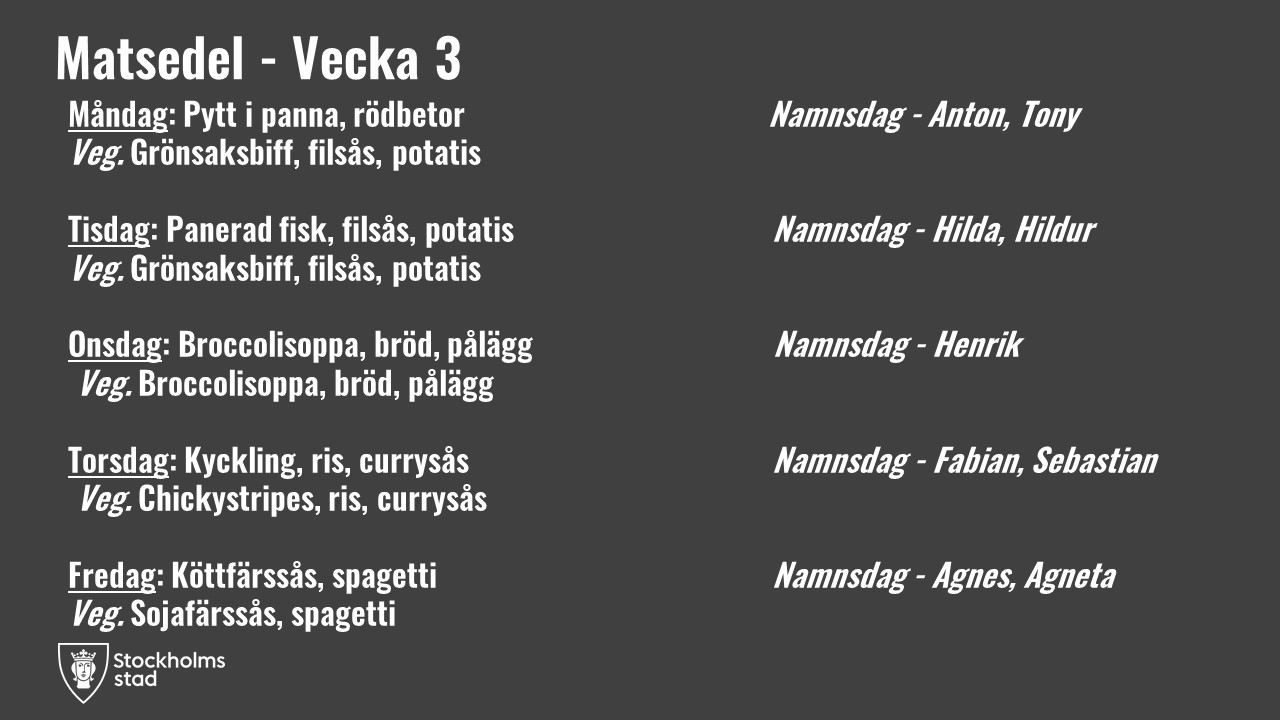 Matsedel - Vecka 3
Måndag: Pytt i panna, rödbetor
Namnsdag - Anton, Tony
Veg. Grönsaksbiff, filsås, potatis
Tisdag: Panerad fisk, filsås, potatis
Namnsdag - Hilda, Hildur
Veg. Grönsaksbiff, filsås, potatis
Onsdag: Broccolisoppa, bröd, pålägg
Namnsdag - Henrik
Veg. Broccolisoppa, bröd, pålägg
Torsdag: Kyckling, ris, currysås
Namnsdag - Fabian, Sebastian
Veg. Chickystripes, ris, currysås
Fredag: Köttfärssås, spagetti
Namnsdag - Agnes, Agneta
Veg. Sojafärssås, spagetti
Stockholms
stad